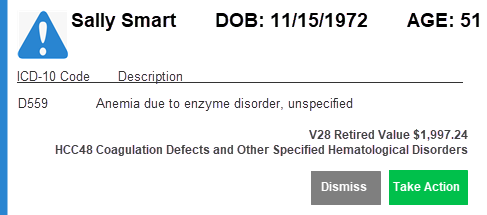 Sally Smart DOB: 11/15/1972 AGE: 51
ICD-10 Code Description
D559 Anemia due to enzyme disorder, unspecified
V28 Retired Value $1,997.24
HCC48 Coagulation Defects and Other Specified Hematological Disorders
Dismiss Take Action